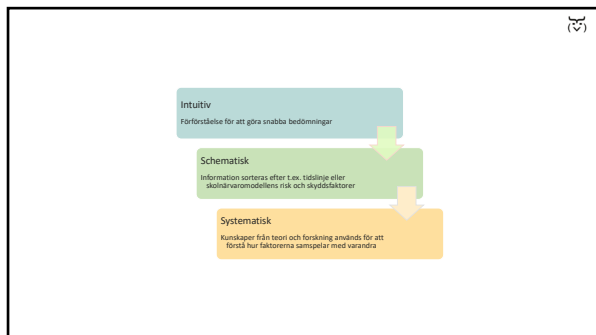 Intuitiv
Förförståelse för att göra snabba bedömningar
Schematisk
Information sorteras efter t.ex. tidslinje eller
skolnärvaromodellens risk och skyddsfaktorer
Systematisk
Kunskaper från teori och forskning används för att
förstå hur faktorerna samspelar med varandra